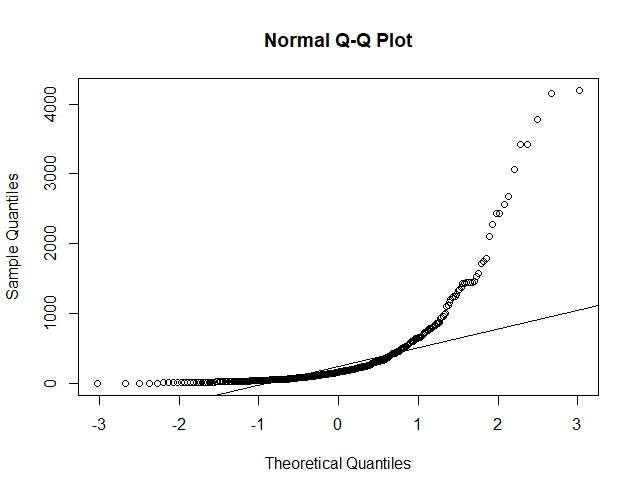 Normal Q-Q Plot
Sample Quantiles
4000
3000
2000
1000
0
-3 -2 -1 0 1 2 3
Theoretical Quantiles